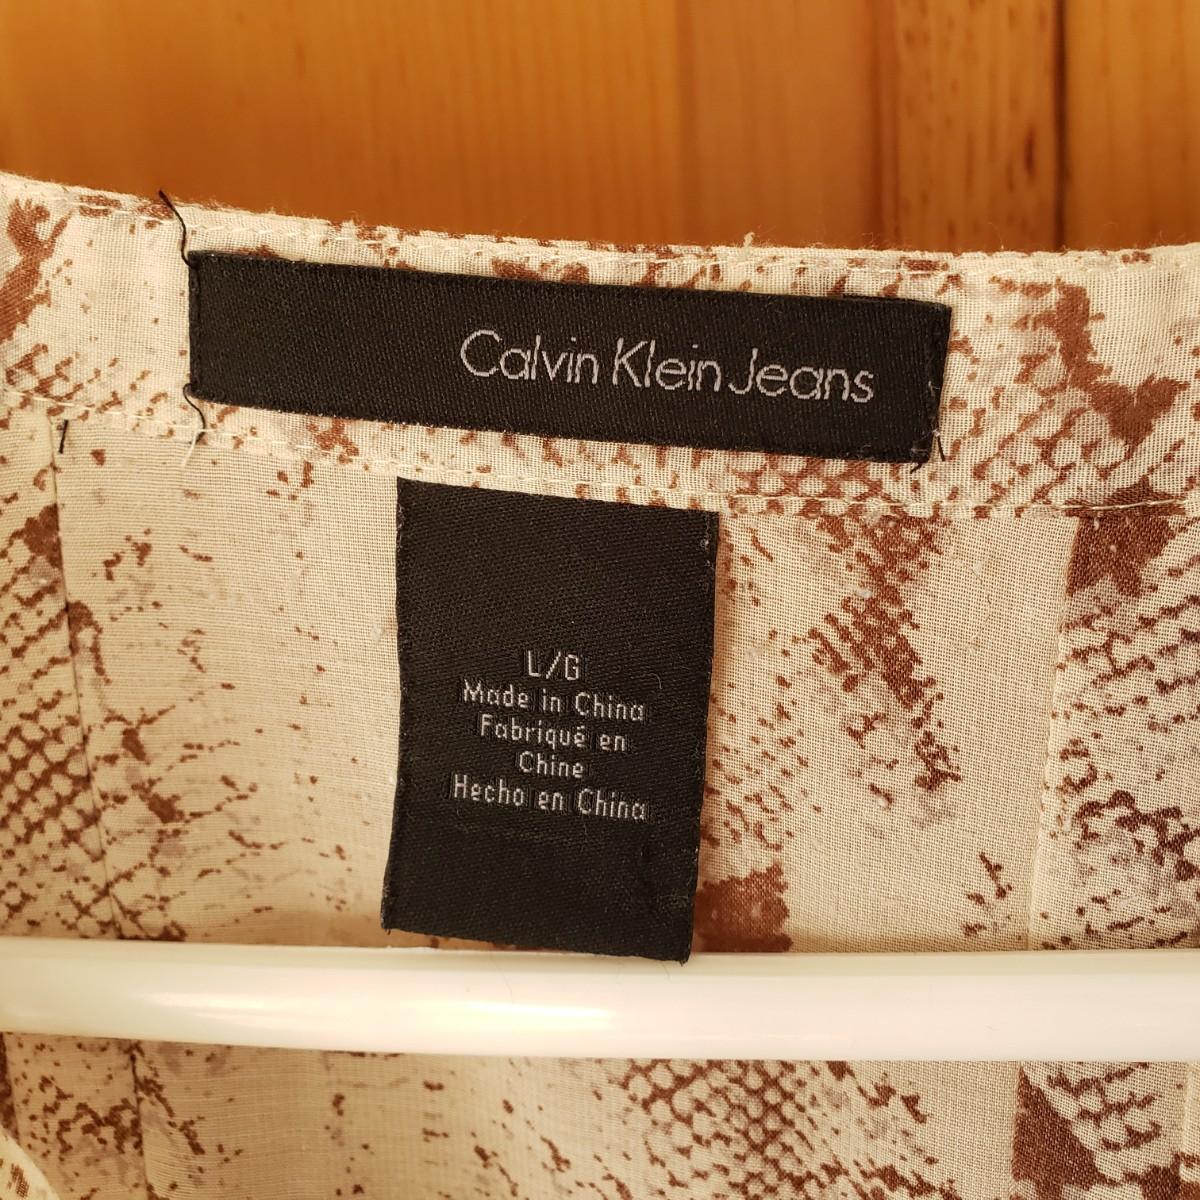 Calvin Klein Jeans
L/G
Made in China
Fabriqué en
Chine
Hecho en China